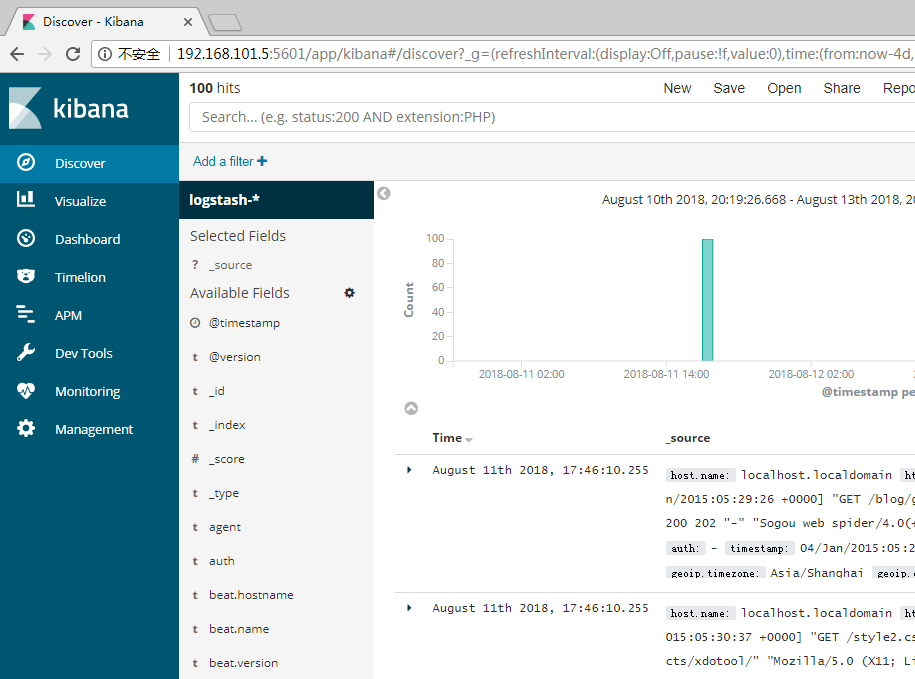 Discover - Kibana
不安全 192.168.101.5:5601/app/kibana#/discover?_g=(refreshInterval:(display:Off,pause:!f,value:0),time:(from:now-4d,
kibana
Discover
Visualize
Dashboard
Timelion
APM
Dev Tools
Monitoring
Management
100 hits
New Save Open Share Repo
Search... (e.g. status:200 AND extension:PHP)
Add a filter +
logstash-*
Selected Fields
? _source
Available Fields
@timestamp
t @version
t _id
t _index
# _score
t _type
t agent
t auth
t beat.hostname
t beat.name
t beat.version
August 10th 2018, 20:19:26.668 - August 13th 2018, 20
Count
100
80
60
40
20
0
2018-08-11 02:00 2018-08-11 14:00 2018-08-12 02:00
@timestamp pe
Time _source
August 11th 2018, 17:46:10.255 host.name: localhost.localdomain ht
n/2015:05:29:26 +0000] "GET /blog/g
200 202 "-" "Sogou web spider/4.0(+
auth: - timestamp: 04/Jan/2015:05:2
geoip.timezone: Asia/Shanghai geoip.
August 11th 2018, 17:46:10.255 host.name: localhost.localdomain ht
015:05:30:37 +0000] "GET /style2.cs
cts/xdotool/" "Mozilla/5.0 (X11; Li